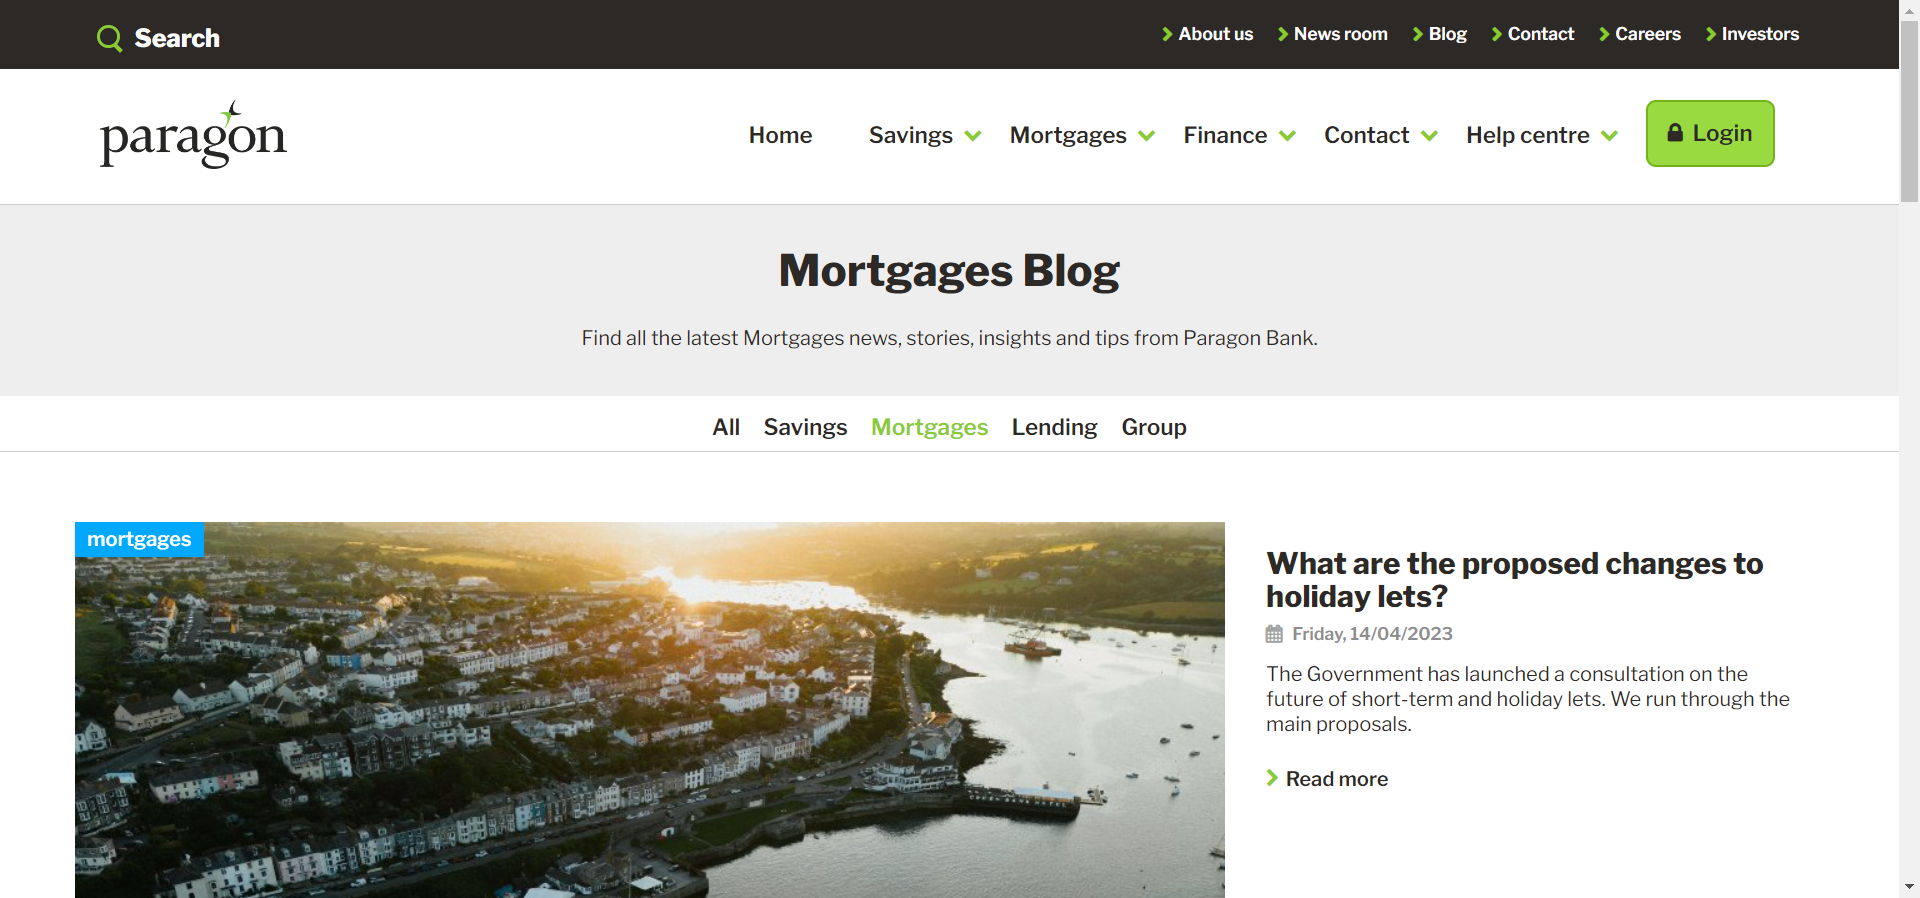 Search
About us
News room
Blog
Contact
Careers
Investors
paragon
Home
Savings
Mortgages
Finance
Contact
Help centre
Login
Mortgages Blog
Find all the latest Mortgages news, stories, insights and tips from Paragon Bank.
All
Savings
Mortgages
Lending
Group
mortgages
What are the proposed changes to
holiday lets?
Friday, 14/04/2023
The Government has launched a consultation on the
future of short-term and holiday lets. We run through the
main proposals.
Read more